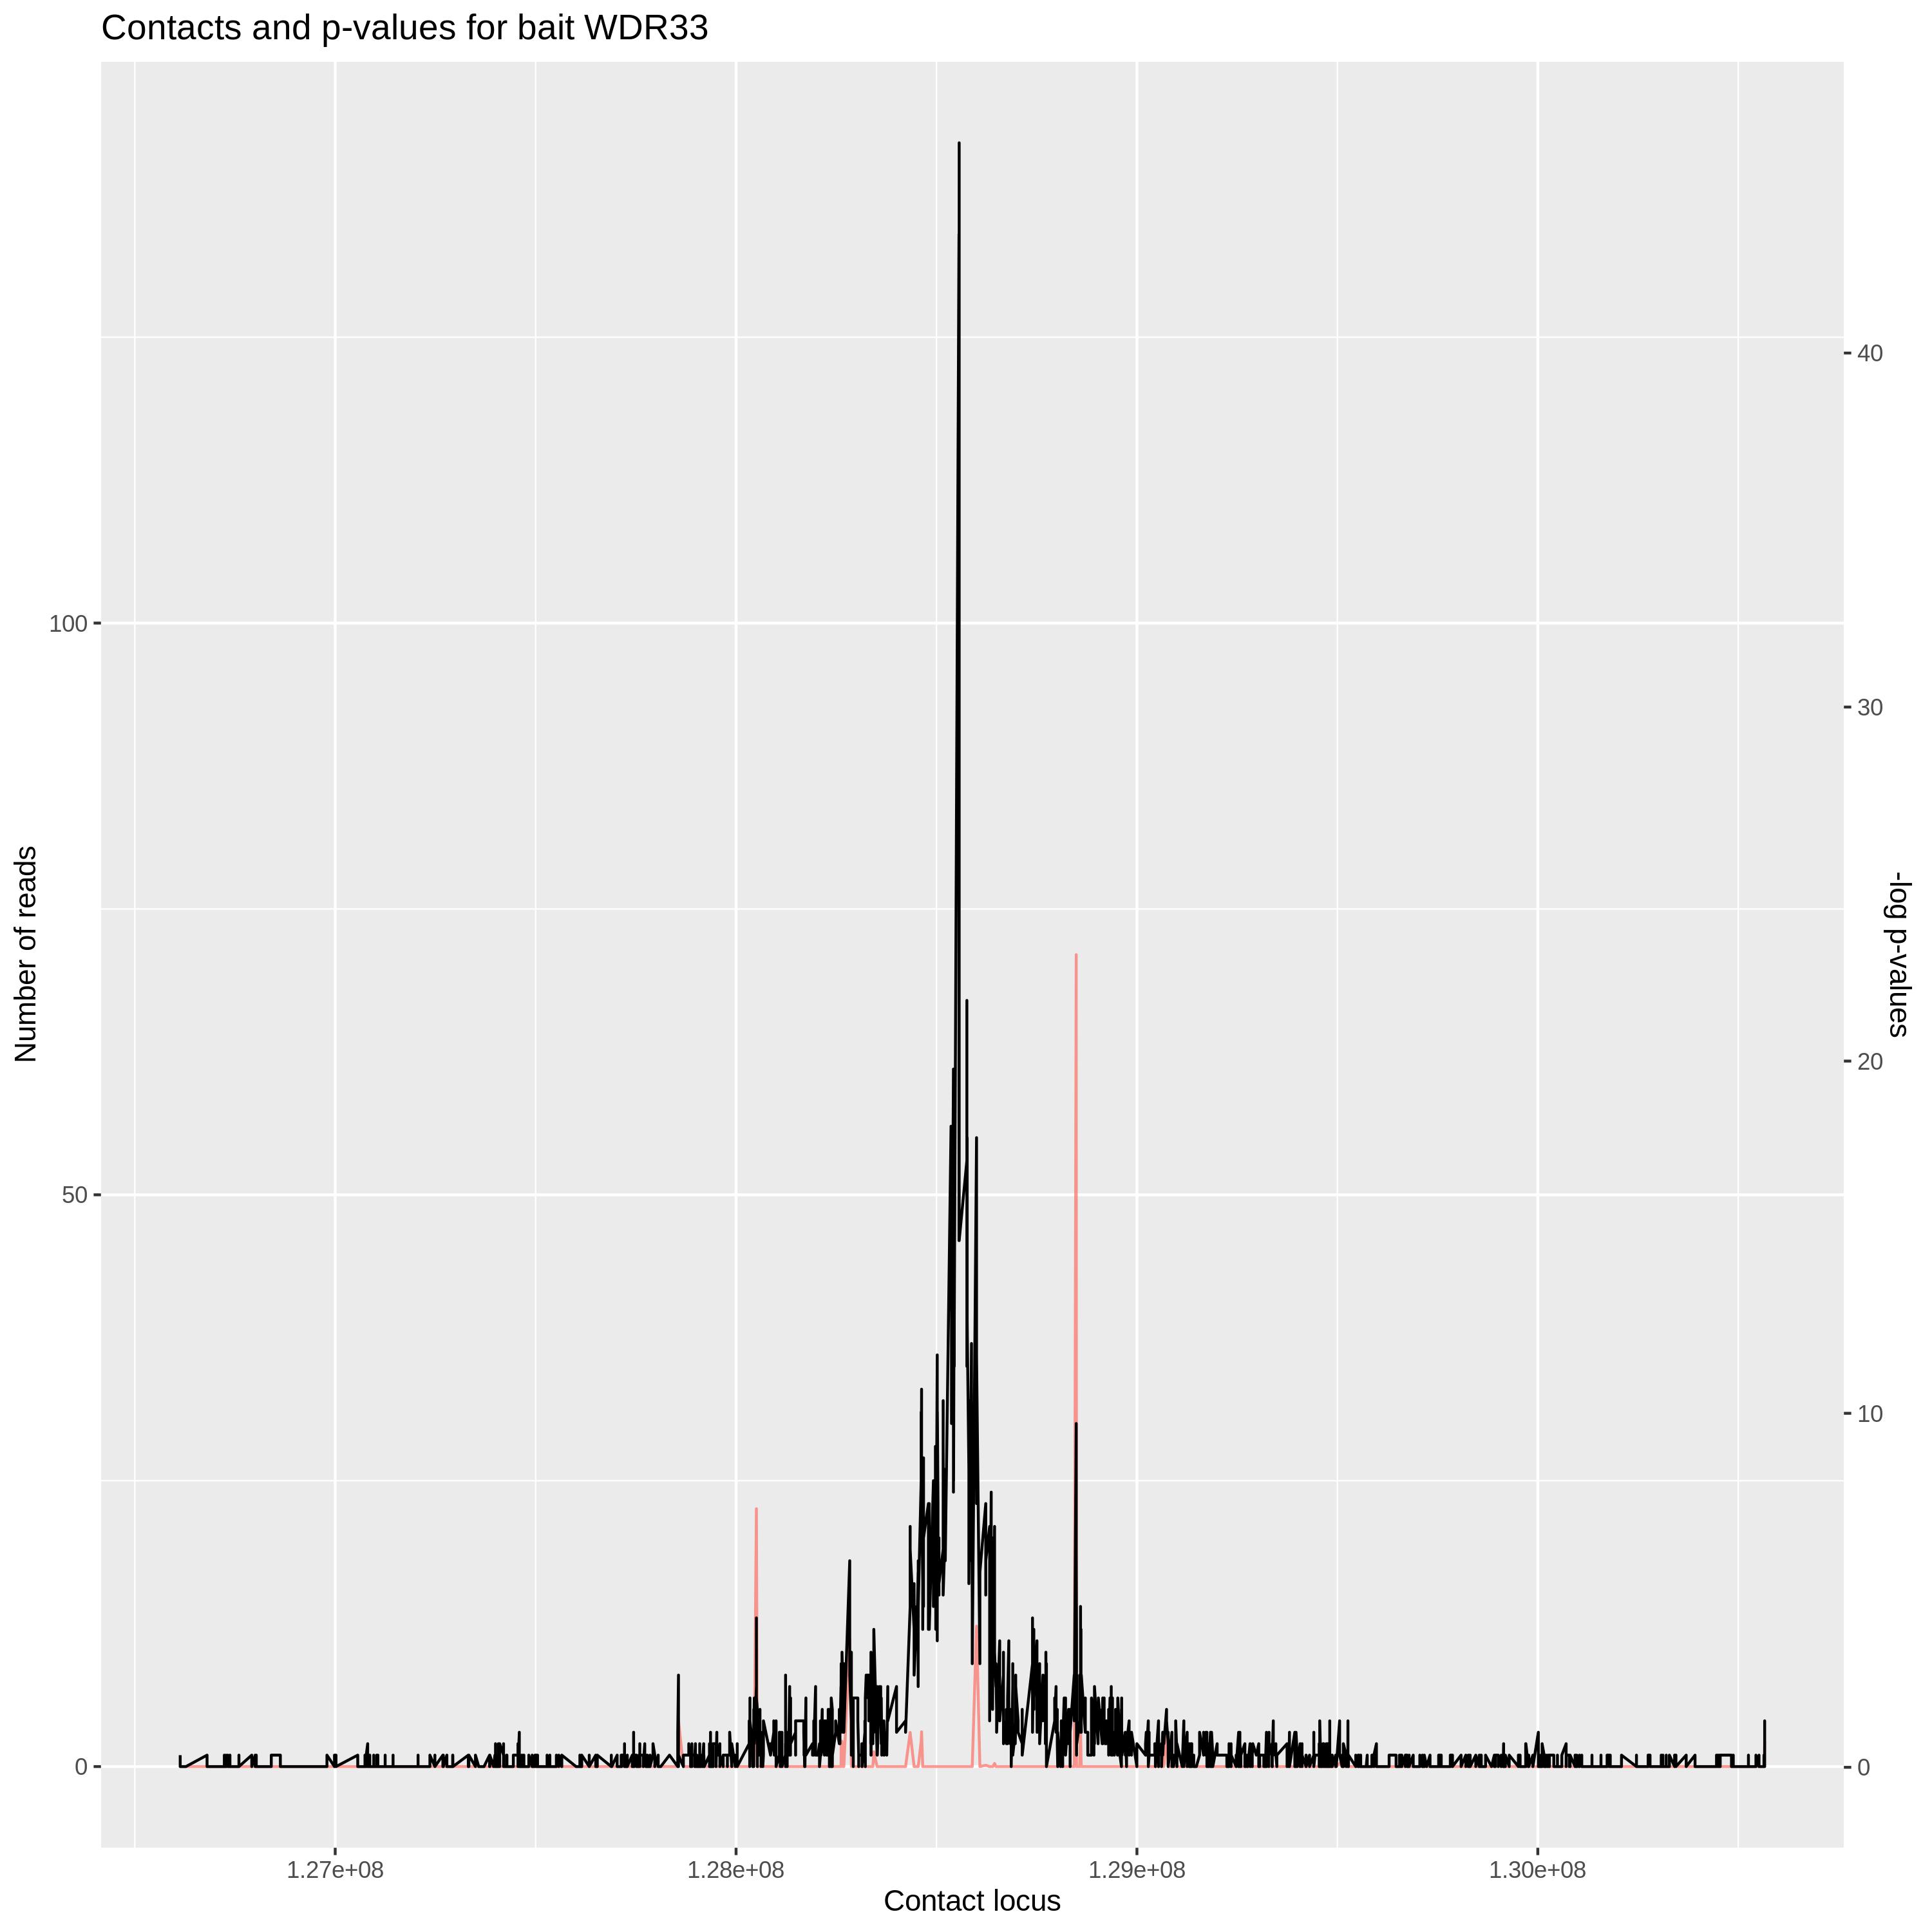 Contacts and p-values for bait WDR33
Number of reads
100
50
0
40
30
20
10
0
-log p-values
1.27e+08
1.28e+08
1.29e+08
1.30e+08
Contact locus